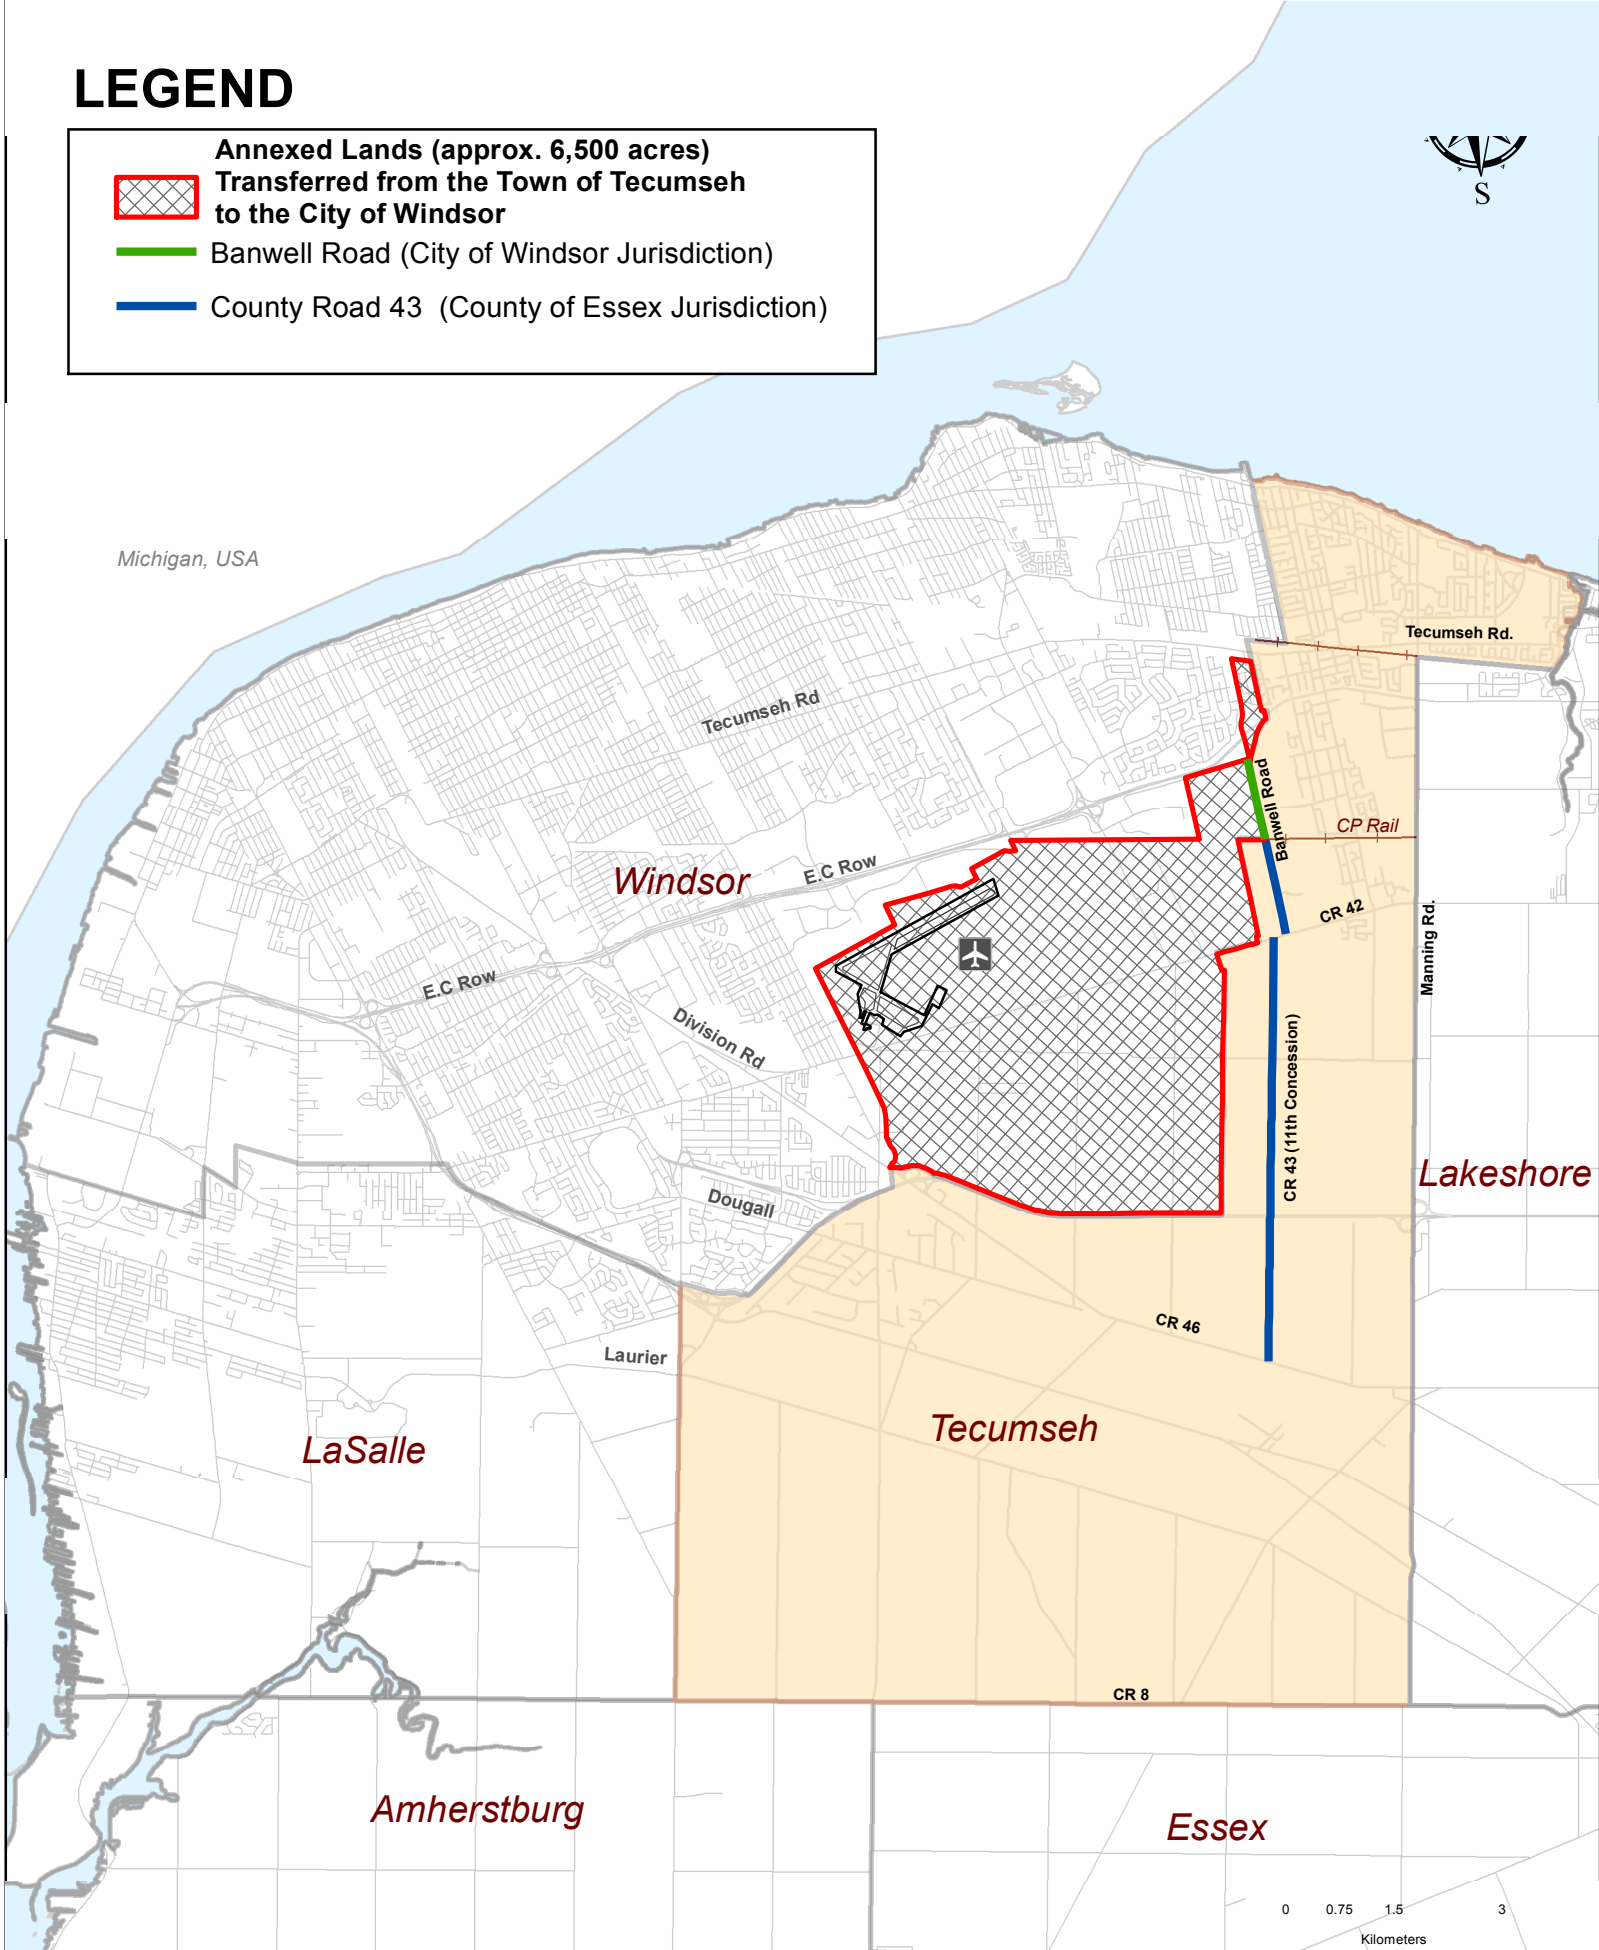 LEGEND
Annexed Lands (approx. 6,500 acres)
Transferred from the Town of Tecumseh
to the City of Windsor
Banwell Road (City of Windsor Jurisdiction)
County Road 43  (County of Essex Jurisdiction)
S
Michigan, USA
Tecumseh Rd.
Tecumseh Rd
Banwell Road
CP Rail
Windsor
E.C Row
CR 42
Manning Rd.
E.C Row
Division Rd
CR 43 (11th Concession)
Lakeshore
Dougall
CR 46
Laurier
Tecumseh
LaSalle
CR 8
Amherstburg
Essex
0 0.75 1.5 3
Kilometers